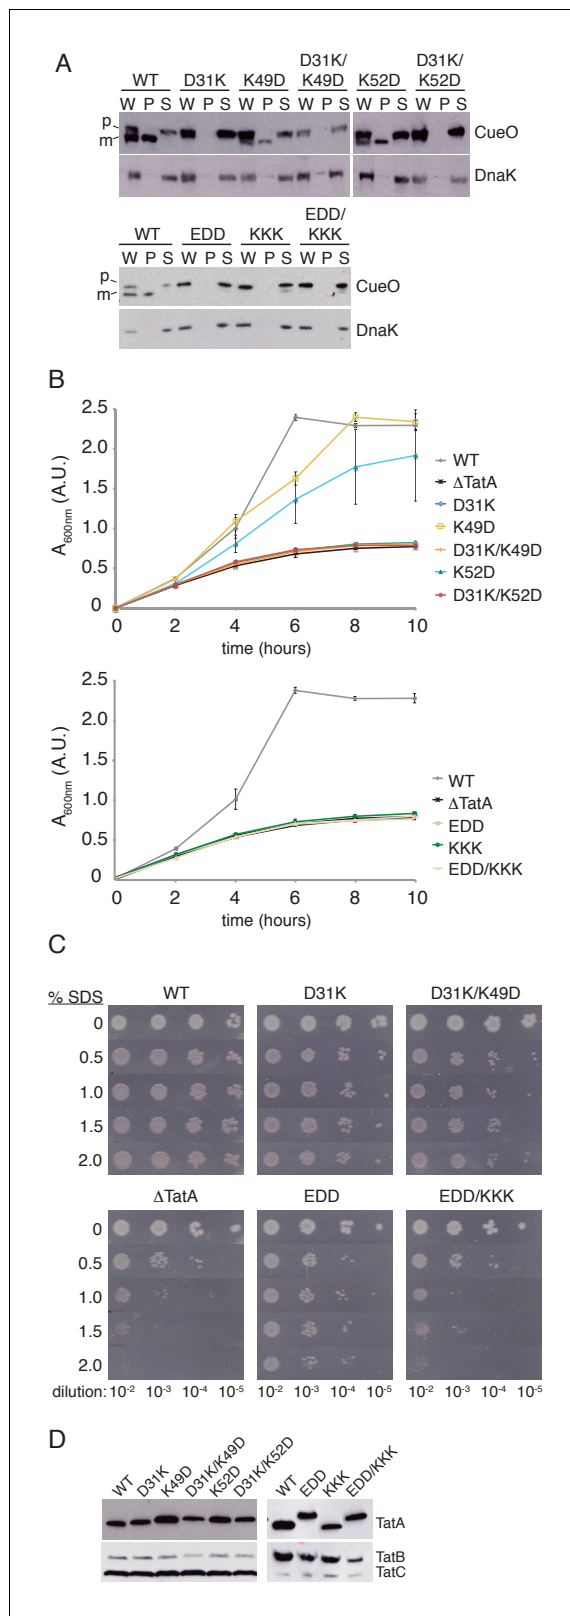 A
D31K/ D31K/
WT D31K K49D K49D K52D K52D
W P S W P S W P S W P S W P S W P S
p
m
CueO
DnaK
EDD/
WT EDD KKK KKK
W P S W P S W P S W P S
p
m
CueO
DnaK
B
2.5
2.0
1.5
1.0
0.5
0
A600nm (A.U.)
0 2 4 6 8 10
time (hours)
WT
ΔTatA
D31K
K49D
D31K/K49D
K52D
D31K/K52D
2.5
2.0
1.0
0.5
0
A600nm (A.U.)
0 2 4 6 8 10
time (hours)
WT
ΔTatA
EDD
KKK
EDD/KKK
C
% SDS WT D31K D31K/K49D
0
0.5
1.0
1.5
2.0
ΔTatA EDD EDD/KKK
0
0.5
1.0
1.5
2.0
dilution: 10-2 10-3 10-4 10-5 10-2 10-3 10-4 10-5 10-2 10-3 10-4 10-5
D
WT D31K K49D D31K/K49D K52D D31K/K52D WT EDD KKK EDD/KKK
TatA
TatB
TatC